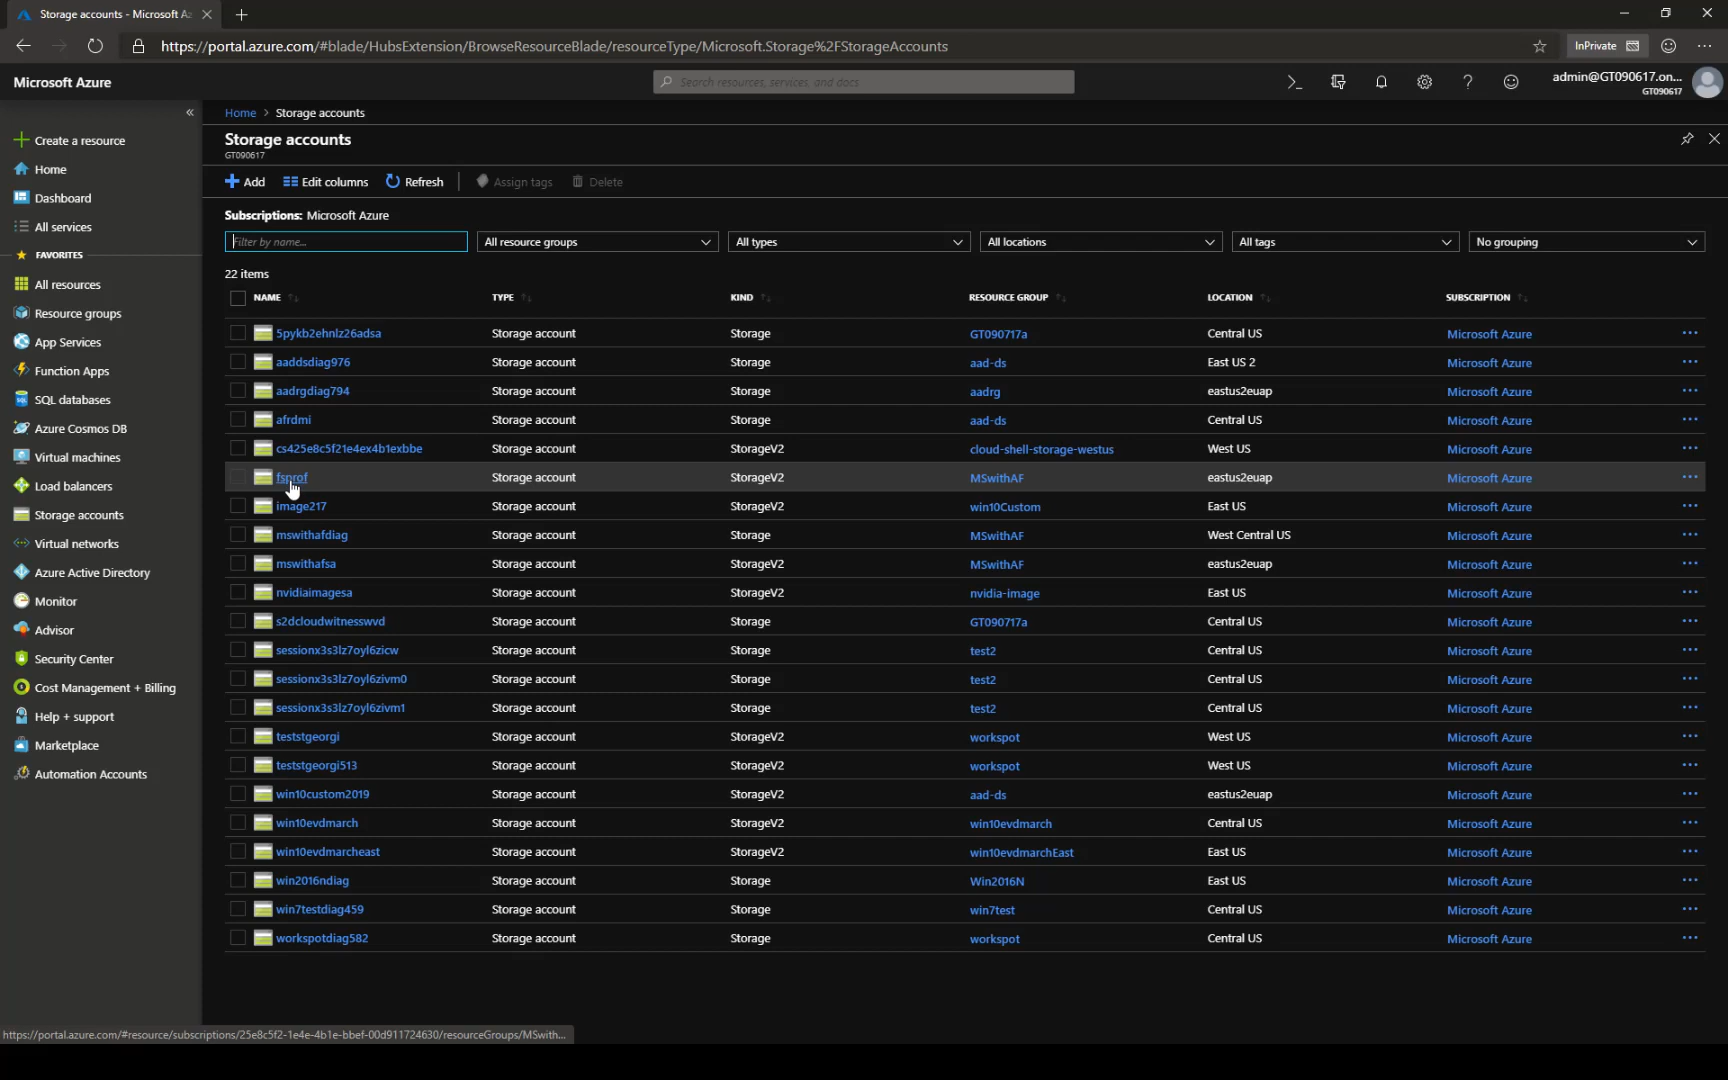 Storage accounts - Microsoft Az
https://portal.azure.com/#blade/HubsExtension/BrowseResourceBlade/resourceType/Microsoft.Storage%2FStorageAccounts
InPrivate
Microsoft Azure
Search resources, services, and docs
admin@GT090617.on...
GT090617
Create a resource
Home
Dashboard
All services
FAVORITES
All resources
Resource groups
App Services
Function Apps
SQL databases
Azure Cosmos DB
Virtual machines
Load balancers
Storage accounts
Virtual networks
Azure Active Directory
Monitor
Advisor
Security Center
Cost Management + Billing
Help + support
Marketplace
Automation Accounts
Home > Storage accounts
Storage accounts
GT090617
Add Edit columns Refresh Assign tags Delete
Subscriptions: Microsoft Azure
Filter by name... All resource groups All types All locations All tags No grouping
22 items
NAME TYPE KIND RESOURCE GROUP LOCATION SUBSCRIPTION
5pykb2ehnlz26adsa Storage account Storage GT090717a Central US Microsoft Azure
aaddsdiag976 Storage account Storage aad-ds East US 2 Microsoft Azure
aadrgdiag794 Storage account Storage aadrg eastus2euap Microsoft Azure
afrdmi Storage account Storage aad-ds Central US Microsoft Azure
cs425e8c5f21e4ex4b1exbbe Storage account StorageV2 cloud-shell-storage-westus West US Microsoft Azure
fsprof Storage account StorageV2 MSwithAF eastus2euap Microsoft Azure
image217 Storage account StorageV2 win10Custom East US Microsoft Azure
mswithafdiag Storage account Storage MSwithAF West Central US Microsoft Azure
mswithafsa Storage account StorageV2 MSwithAF eastus2euap Microsoft Azure
nvidiaimagesa Storage account StorageV2 nvidia-image East US Microsoft Azure
s2dcloudwitnesswvd Storage account StorageV2 GT090717a Central US Microsoft Azure
sessionx3s3lz7oyl6zicw Storage account Storage test2 Central US Microsoft Azure
sessionx3s3lz7oyl6zivm0 Storage account Storage test2 Central US Microsoft Azure
sessionx3s3lz7oyl6zivm1 Storage account Storage test2 Central US Microsoft Azure
teststgeorgi Storage account StorageV2 workspot West US Microsoft Azure
teststgeorgi513 Storage account StorageV2 workspot West US Microsoft Azure
win10custom2019 Storage account StorageV2 aad-ds eastus2euap Microsoft Azure
win10evdmarch Storage account StorageV2 win10evdmarch Central US Microsoft Azure
win10evdmarcheast Storage account StorageV2 win10evdmarchEast East US Microsoft Azure
win2016ndiag Storage account Storage Win2016N East US Microsoft Azure
win7testdiag459 Storage account Storage win7test Central US Microsoft Azure
workspotdiag582 Storage account Storage workspot Central US Microsoft Azure
https://portal.azure.com/#resource/subscriptions/25e8c5f2-1e4e-4b1e-bbef-00d911724630/resourceGroups/MSwith...